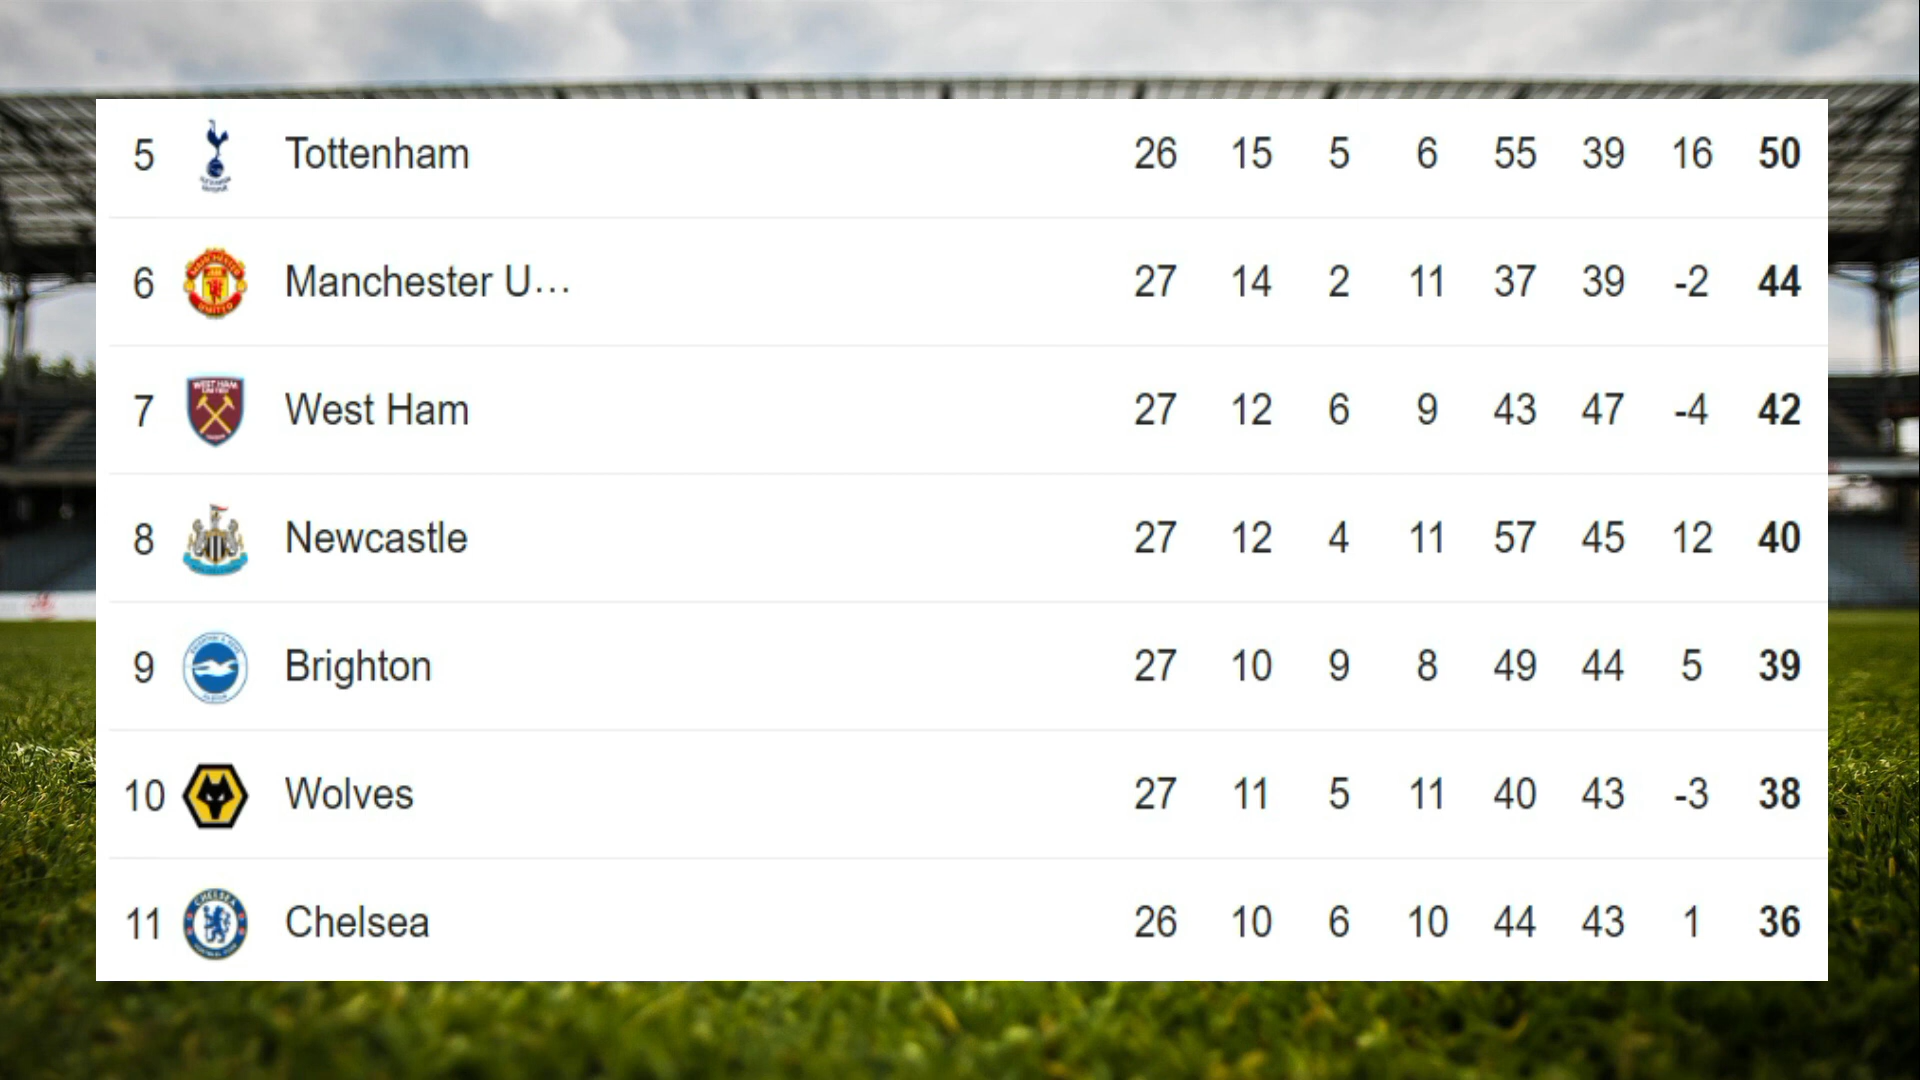 5 Tottenham 26 15 5 6 55 39 16 50
6 Manchester U... 27 14 2 11 37 39 -2 44
7 West Ham 27 12 6 9 43 47 -4 42
8 Newcastle 27 12 4 11 57 45 12 40
9 Brighton 27 10 9 8 49 44 5 39
10 Wolves 27 11 5 11 40 43 -3 38
11 Chelsea 26 10 6 10 44 43 1 36